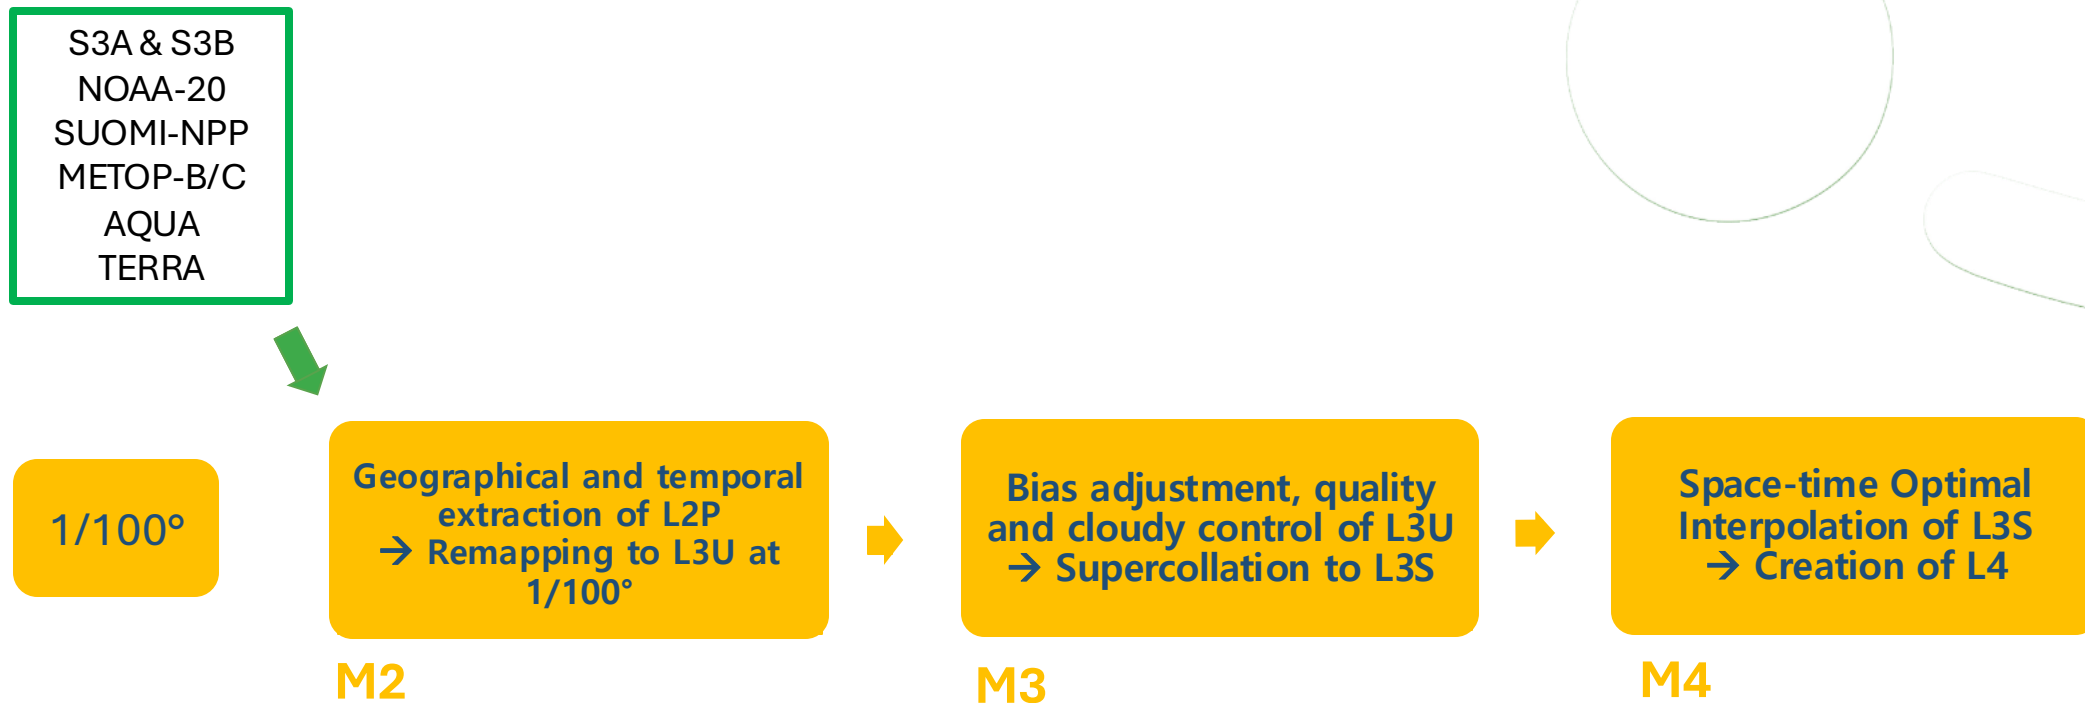 S3A & S3B
NOAA-20
SUOMI-NPP
METOP-B/C
AQUA
TERRA
1/100°
Geographical and temporal
extraction of L2P
→ Remapping to L3U at
1/100°
M2
Bias adjustment, quality
and cloudy control of L3U
→ Supercollation to L3S
M3
Space-time Optimal
Interpolation of L3S
→ Creation of L4
M4